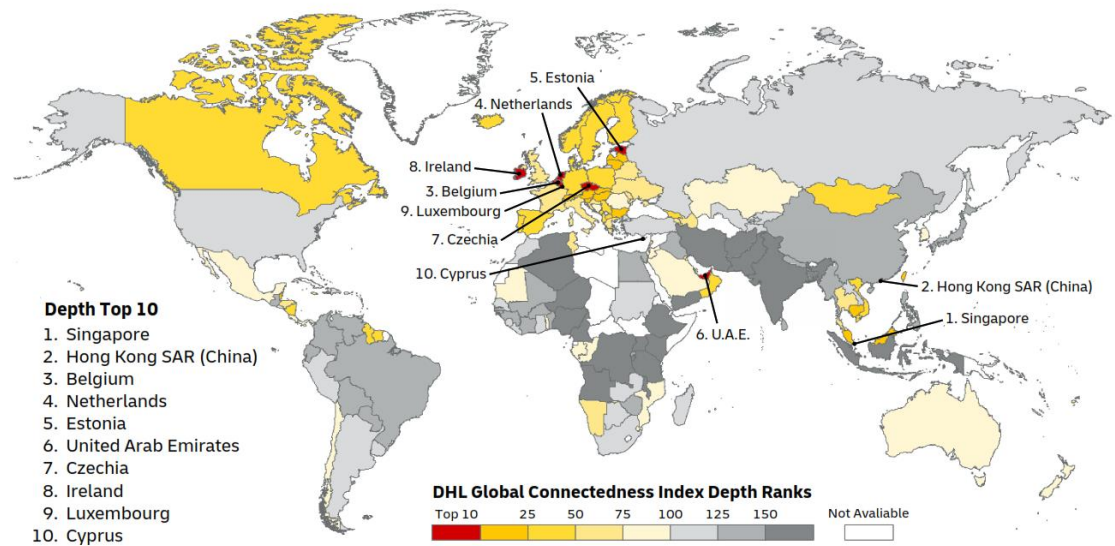 5. Estonia
4. Netherlands
8. Ireland
3. Belgium
9. Luxembourg
7. Czechia
10. Cyprus
2. Hong Kong SAR (China)
1. Singapore
6. U.A.E.
Depth Top 10
1. Singapore
2. Hong Kong SAR (China)
3. Belgium
4. Netherlands
5. Estonia
6. United Arab Emirates
7. Czechia
8. Ireland
9. Luxembourg
10. Cyprus
DHL Global Connectedness Index Depth Ranks
Top 10 25 50 75 100 125 150 Not Avaliable